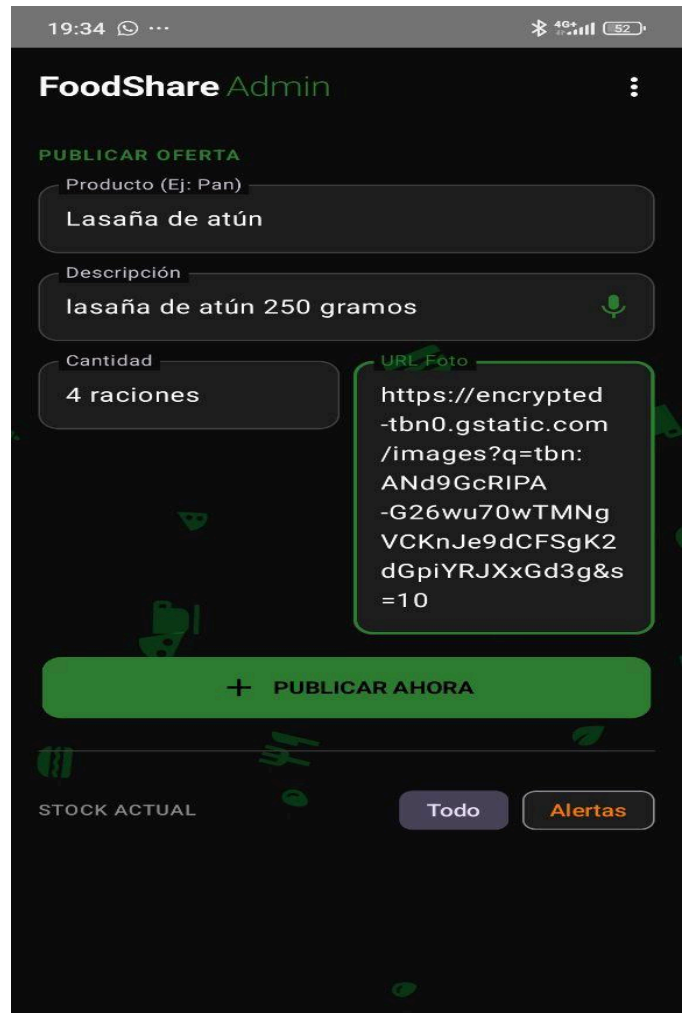 19:34
4G+
52
FoodShare Admin
PUBLICAR OFERTA
Producto (Ej: Pan)
Lasaña de atún
Descripción
lasaña de atún 250 gramos
Cantidad
4 raciones
URL Foto
https://encrypted
-tbn0.gstatic.com
/images?q=tbn:
ANd9GcRIPA
-G26wu70wTMNg
VCKnJe9dCFSgK2
dGpiYRJXxGd3g&s
=10
+ PUBLICAR AHORA
STOCK ACTUAL
Todo
Alertas